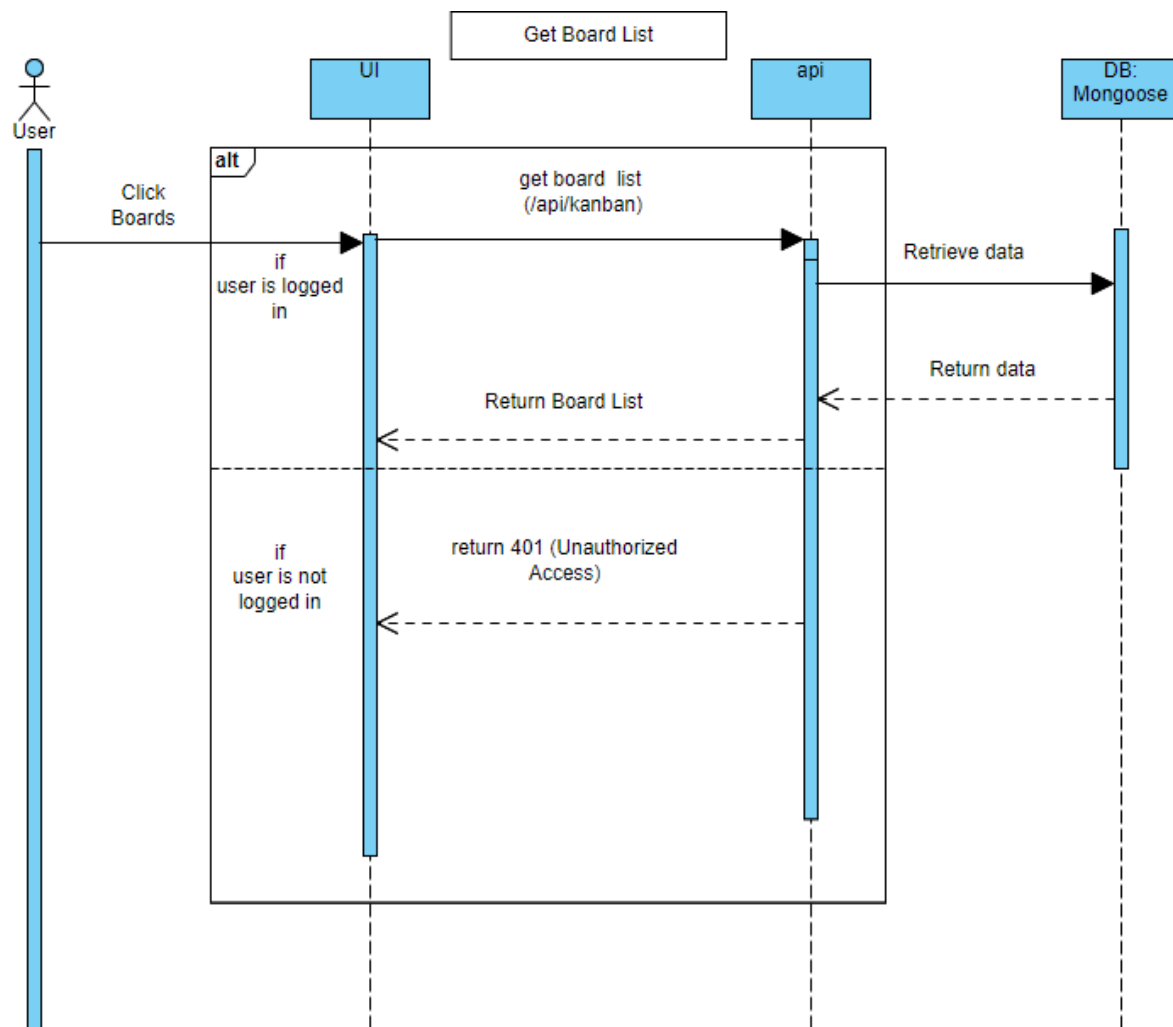 Get Board List
User
UI
api
DB:
Mongoose
alt
Click
Boards
get board  list
(/api/kanban)
if
user is logged
in
Retrieve data
Return data
Return Board List
if
user is not
logged in
return 401 (Unauthorized
Access)